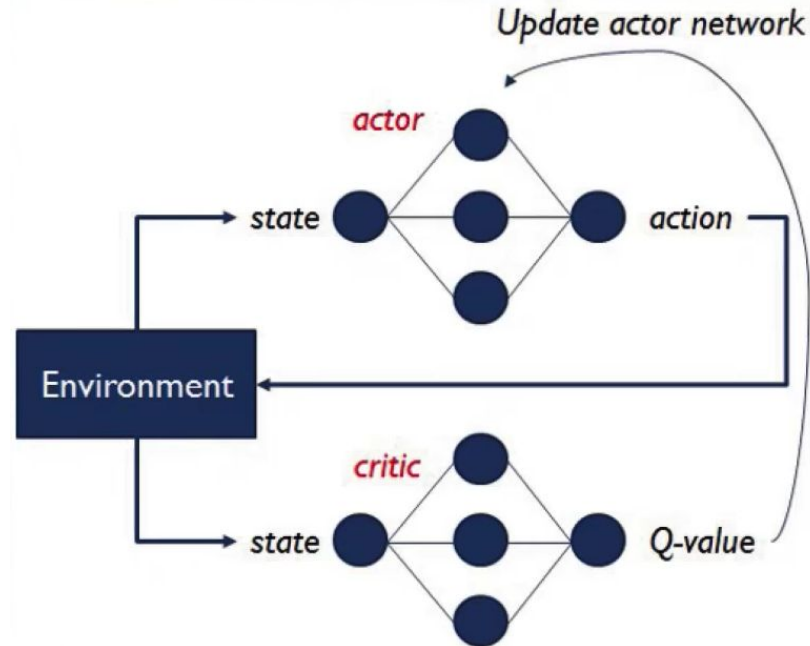 Update actor network
actor
state
action
Environment
critic
state
Q-value